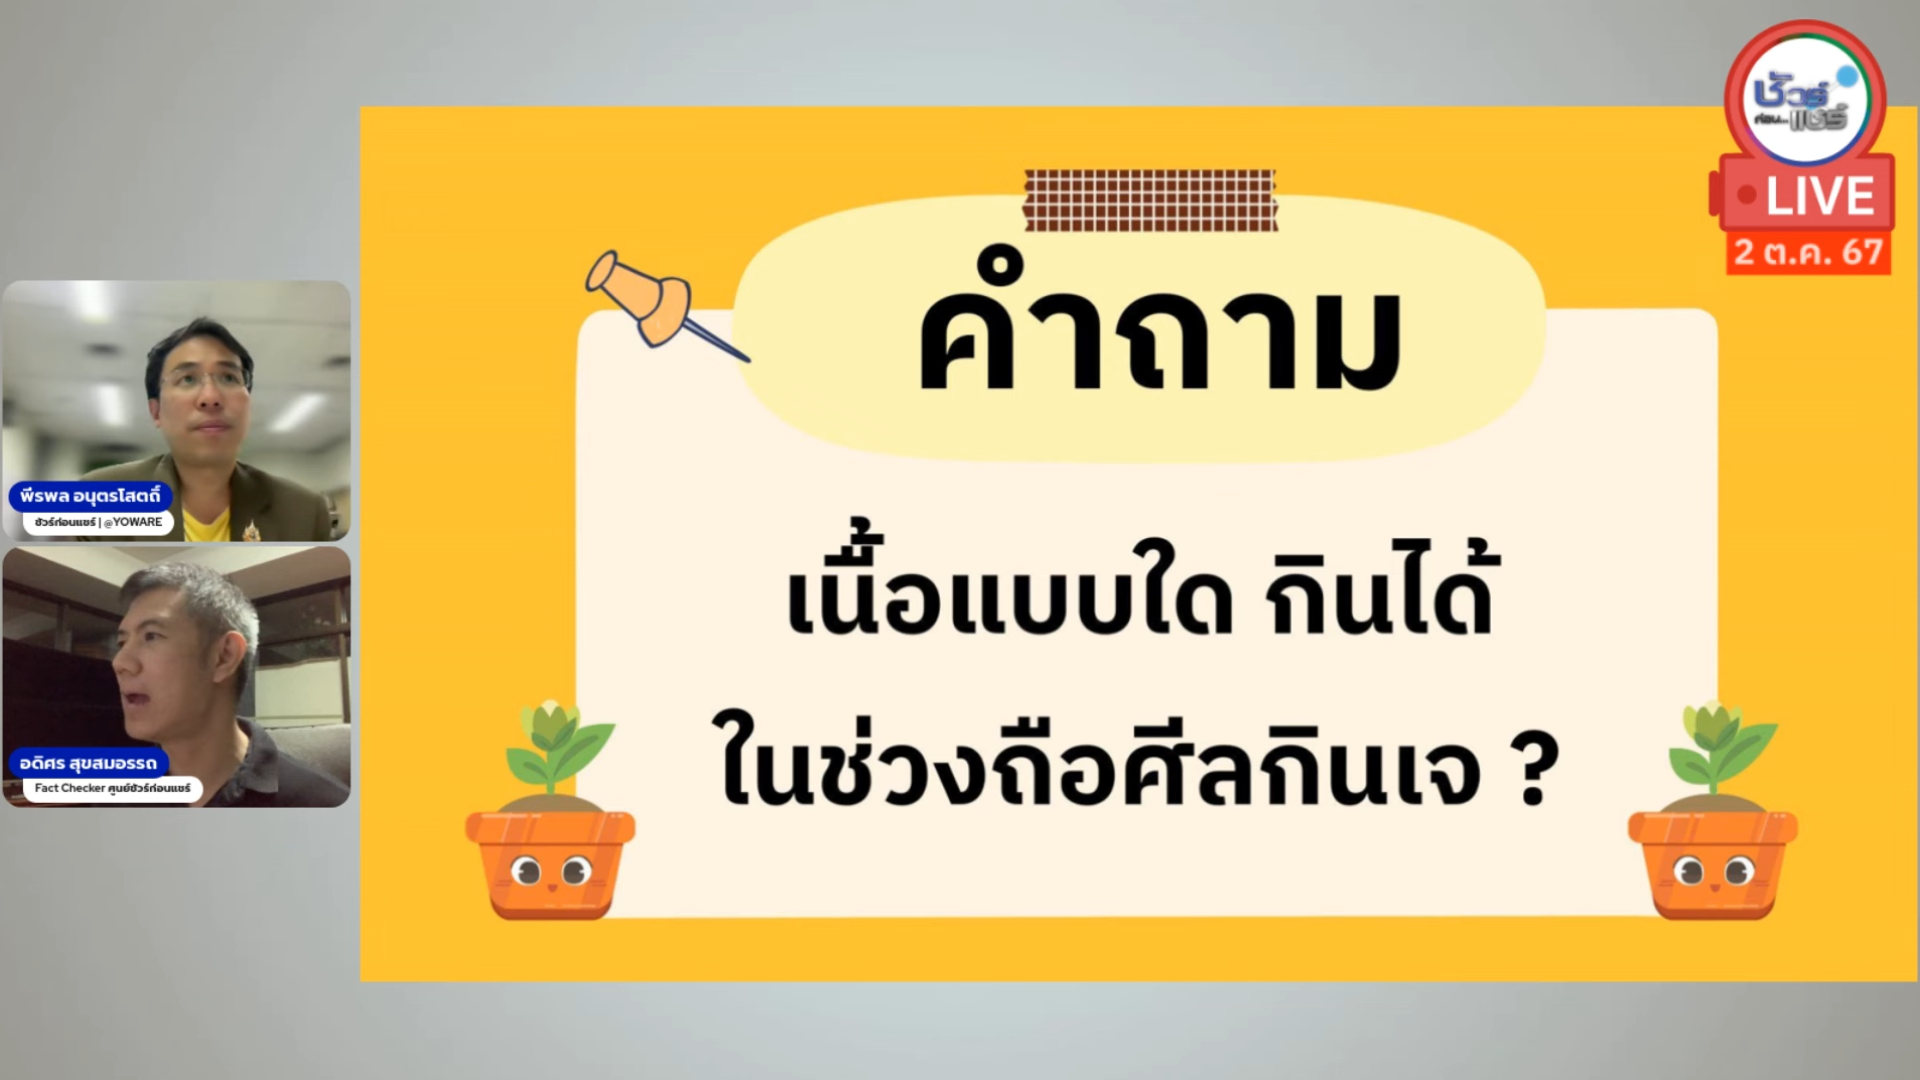 ชัวร์
ก่อน...แชร์
LIVE
2 ต.ค. 67
คำถาม
เนื้อแบบใด กินได้
ในช่วงถือศีลกินเจ ?
พีรพล อนุตรโสตถิ์
ชัวร์ก่อนแชร์ | @YOWARE
อดิศร สุขสมอรรถ
Fact Checker ศูนย์ชัวร์ก่อนแชร์